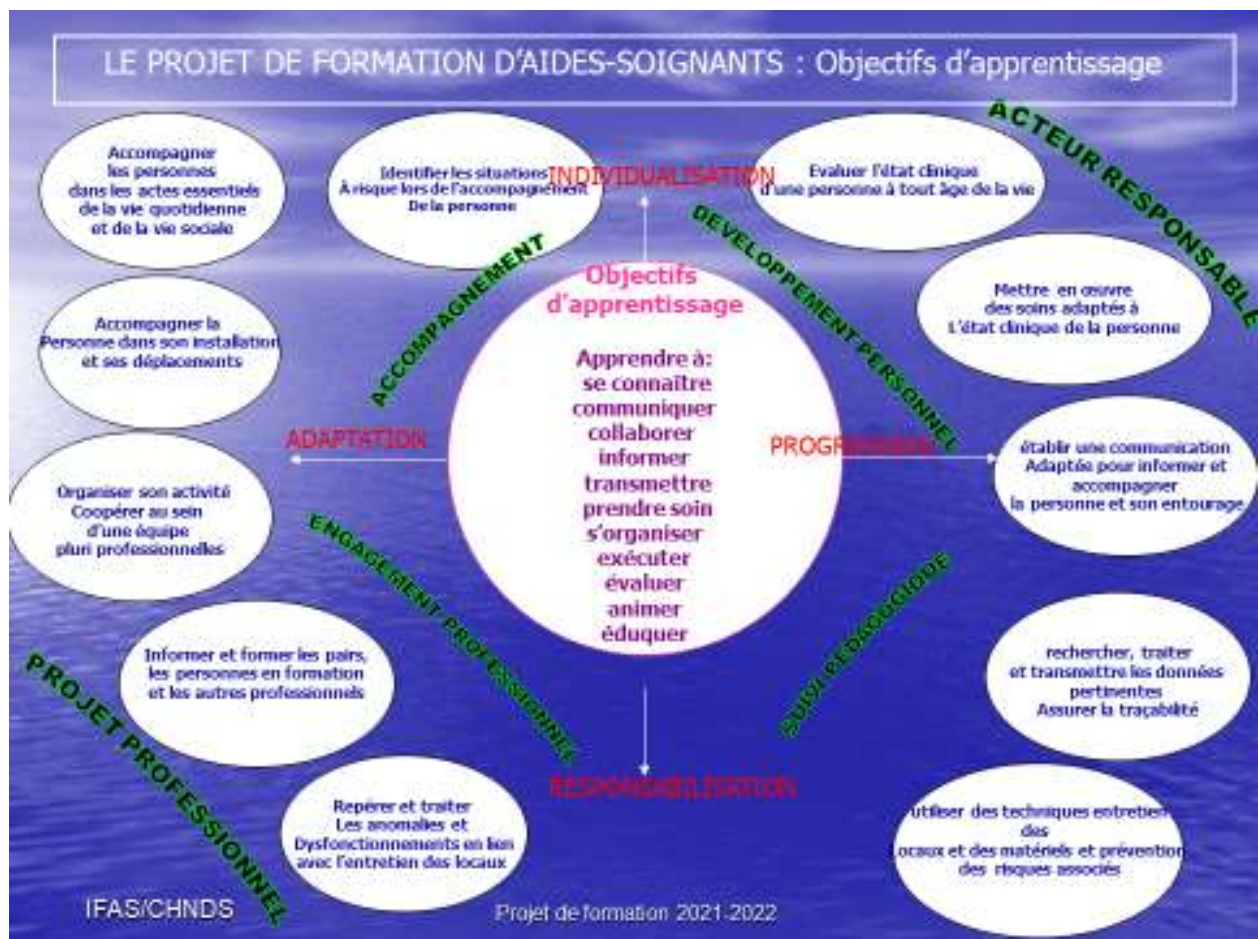 LE PROJET DE FORMATION D'AIDES-SOIGNANTS : Objectifs d'apprentissage
Accompagner
les personnes
dans les actes essentiels
de la vie quotidienne
et de la vie sociale
Identifier les situations
À risque lors de l'accompagnement
De la personne
INDIVIDUALISATION
Evaluer l'état clinique
d'une personne à tout âge de la vie
ACTEUR RESPONSABLE
ACCOMPAGNEMENT
DEVELOPPEMENT PERSONNEL
Mettre en œuvre
des soins adaptés à
L'état clinique de la personne
Accompagner la
Personne dans son installation
et ses déplacements
Objectifs
d'apprentissage
Apprendre à:
se connaître
communiquer
collaborer
informer
transmettre
prendre soin
s'organiser
exécuter
évaluer
animer
éduquer
ADAPTATION
PROGRESSION
établir une communication
Adaptée pour informer et
accompagner
la personne et son entourage
Organiser son activité
Coopérer au sein
d'une équipe
pluri professionnelles
ENGAGEMENT PROFESSIONNEL
SUIVI PEDAGOGIQUE
Informer et former les pairs,
les personnes en formation
et les autres professionnels
rechercher, traiter
et transmettre les données
pertinentes
Assurer la traçabilité
PROJET PROFESSIONNEL
RESPONSABILISATION
Repérer et traiter
Les anomalies et
Dysfonctionnements en lien
avec l'entretien des locaux
utiliser des techniques entretien
des
locaux et des matériels et prévention
des risques associés
IFAS/CHNDS
Projet de formation 2021-2022